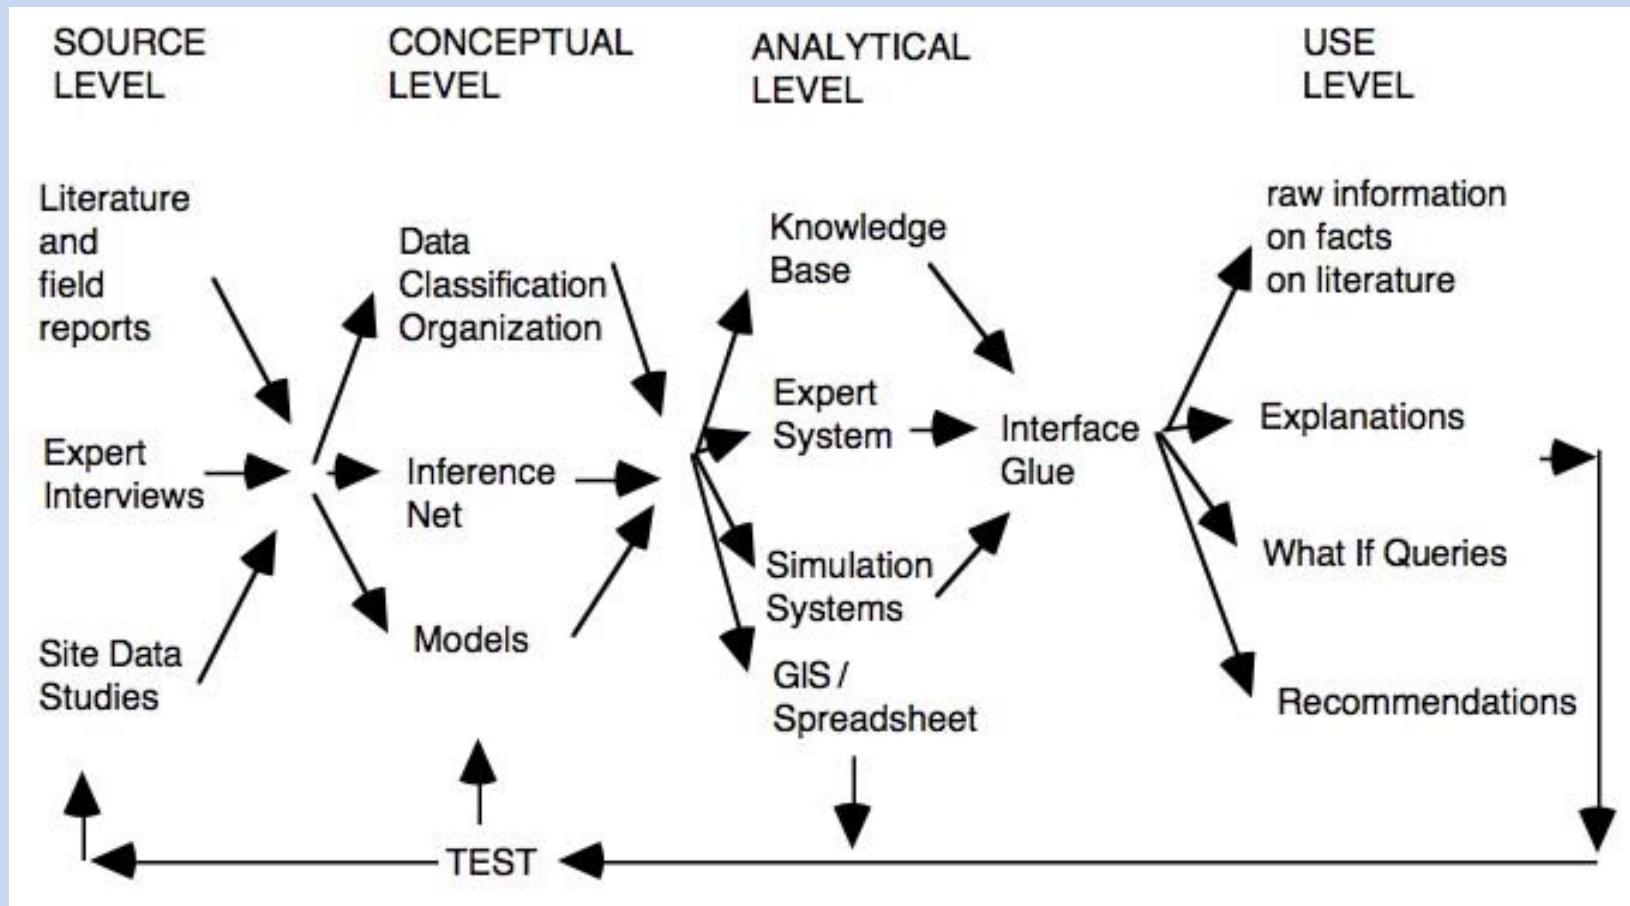 SOURCE
LEVEL
CONCEPTUAL
LEVEL
ANALYTICAL
LEVEL
USE
LEVEL
Literature
and
field
reports
Expert
Interviews
Site Data
Studies
Data
Classification
Organization
Inference
Net
Models
Knowledge
Base
Expert
System
Simulation
Systems
GIS /
Spreadsheet
Interface
Glue
raw information
on facts
on literature
Explanations
What If Queries
Recommendations
TEST